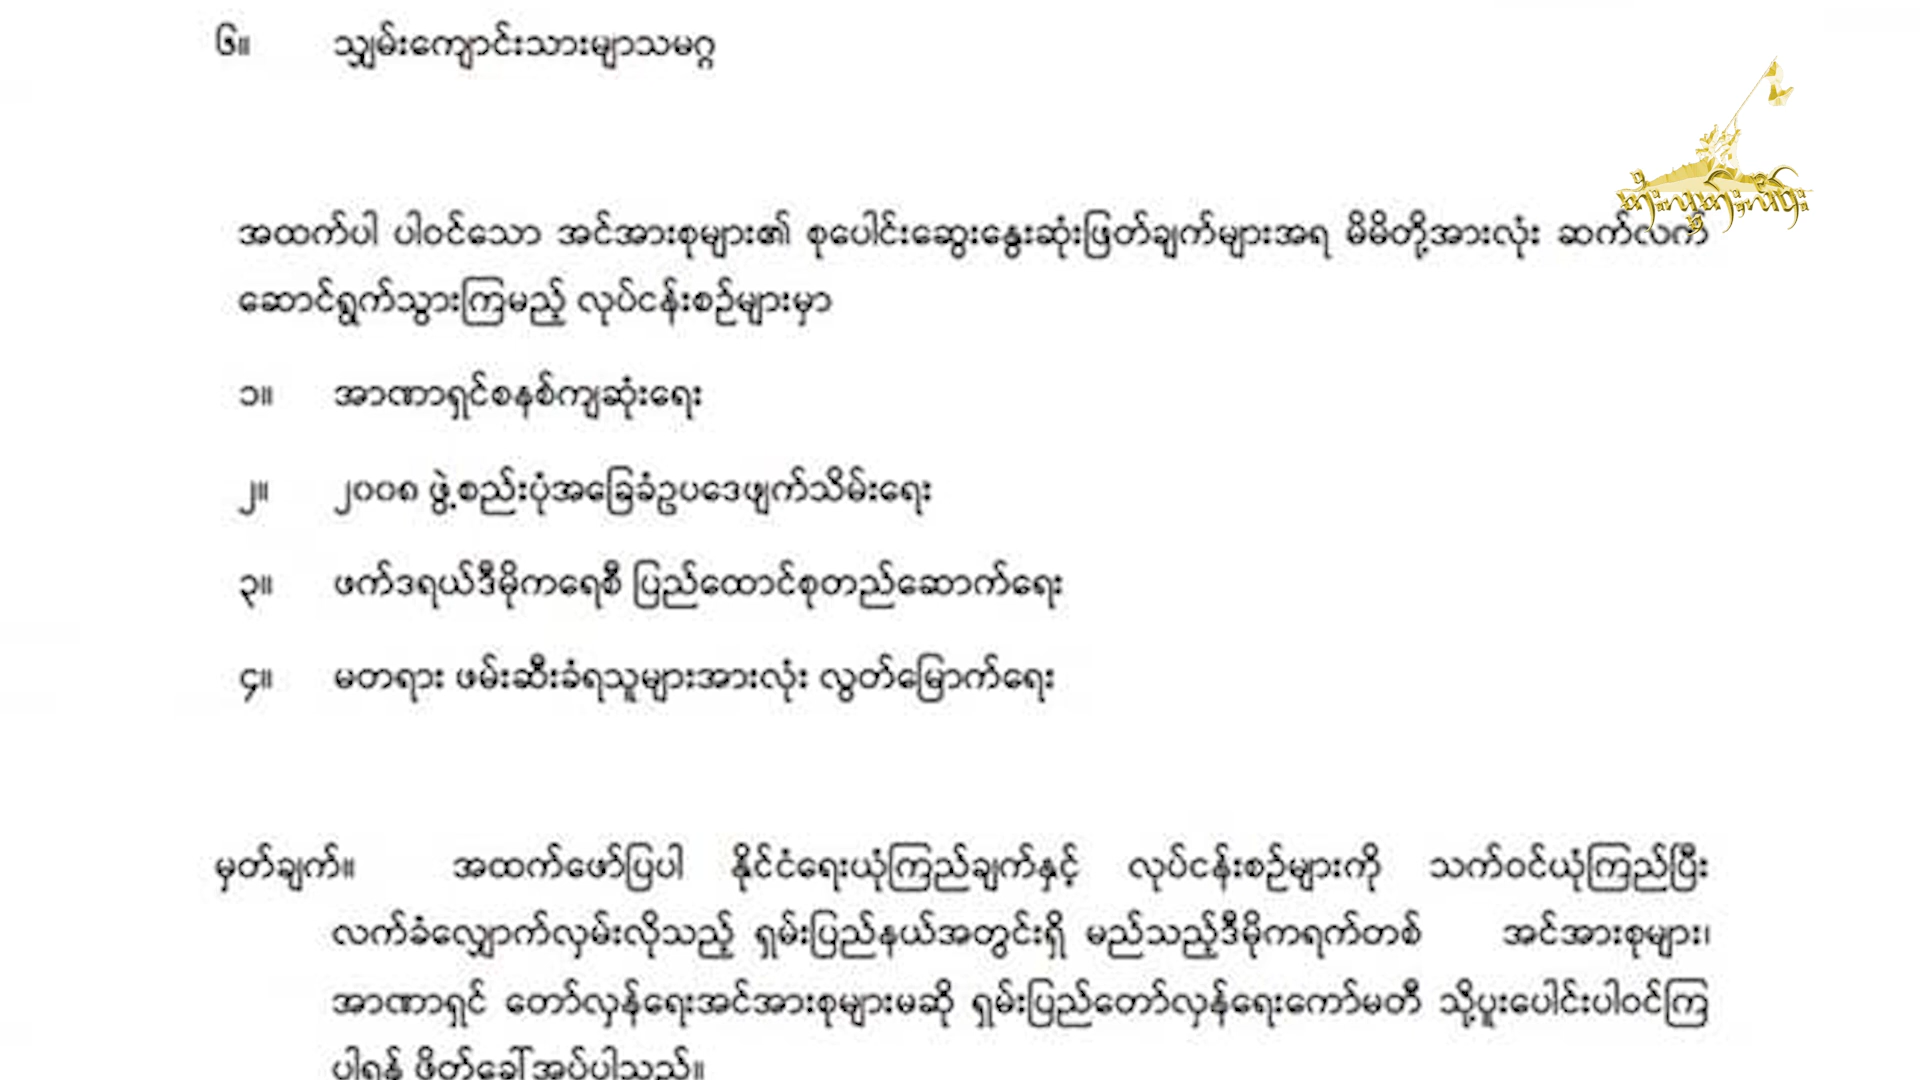 ၆။ သျှမ်းကျောင်းသားမျာသမဂ္ဂ
အထက်ပါ ပါဝင်သော အင်အားစုများ၏ စုပေါင်းဆွေးနွေးဆုံးဖြတ်ချက်များအရ မိမိတို့အားလုံး ဆက်လက်
ဆောင်ရွက်သွားကြမည့် လုပ်ငန်းစဉ်များမှာ
၁။ အာဏာရှင်စနစ်ကျဆုံးရေး
၂။ ၂၀၀၈ ဖွဲ့စည်းပုံအခြေခံဥပဒေဖျက်သိမ်းရေး
၃။ ဖက်ဒရယ်ဒီမိုကရေစီ ပြည်ထောင်စုတည်ဆောက်ရေး
၄။ မတရား ဖမ်းဆီးခံရသူများအားလုံး လွတ်မြောက်ရေး
မှတ်ချက်။ အထက်ဖော်ပြပါ နိုင်ငံရေးယုံကြည်ချက်နှင့် လုပ်ငန်းစဉ်များကို သက်ဝင်ယုံကြည်ပြီး
လက်ခံလျှောက်လှမ်းလိုသည့် ရှမ်းပြည်နယ်အတွင်းရှိ မည်သည့်ဒီမိုကရက်တစ် အင်အားစုများ၊
အာဏာရှင် တော်လှန်ရေးအင်အားစုများမဆို ရှမ်းပြည်တော်လှန်ရေးကော်မတီ သို့ပူးပေါင်းပါဝင်ကြ
ပါရန် ဖိတ်ခေါ်အပ်ပါသည်။